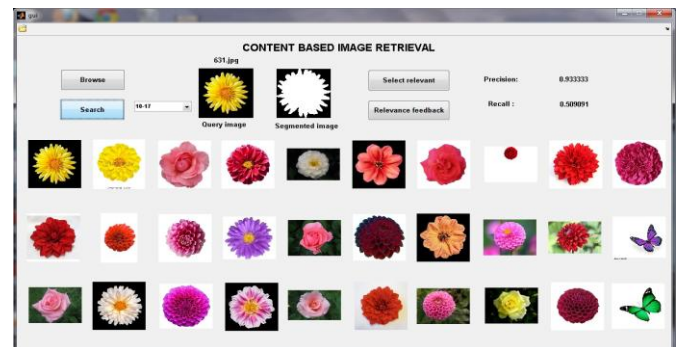 gui
CONTENT BASED IMAGE RETRIEVAL
631.jpg
Browse
Select relevant
Precision: 0.933333
Search
10-17
Relevance feedback
Recall : 0.509091
Query image
Segmented image